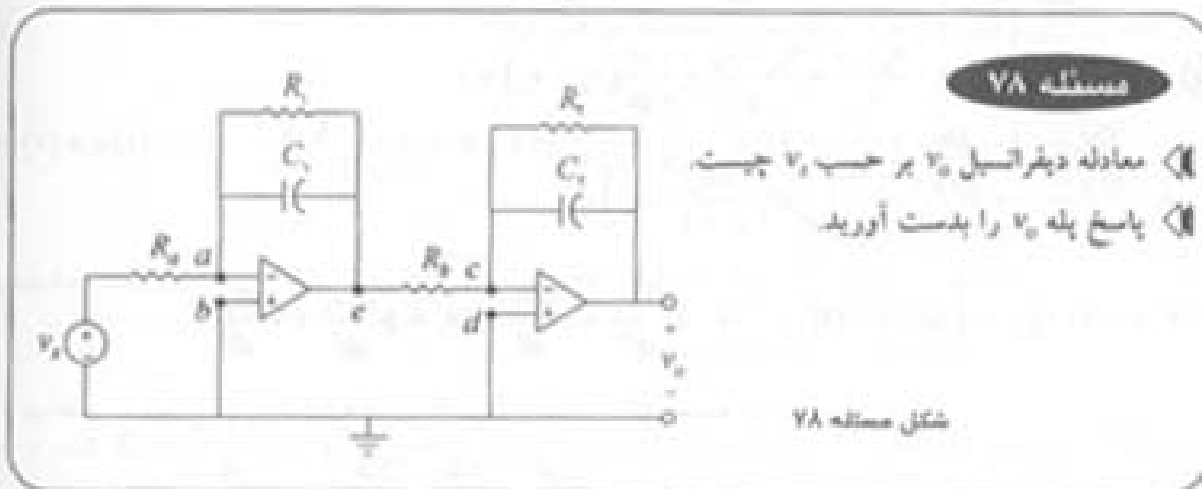 مسئله ۷۸
معادله دیفرانسیل v₀ بر حسب vₛ چیست.
پاسخ پله v₀ را بدست آورید.
R₁
C₁
Rₐ a
b
- +
e
R_b c
d
R₂
C₂
- +
vₛ
+
-
+
v₀
-
شکل مسئله ۷۸